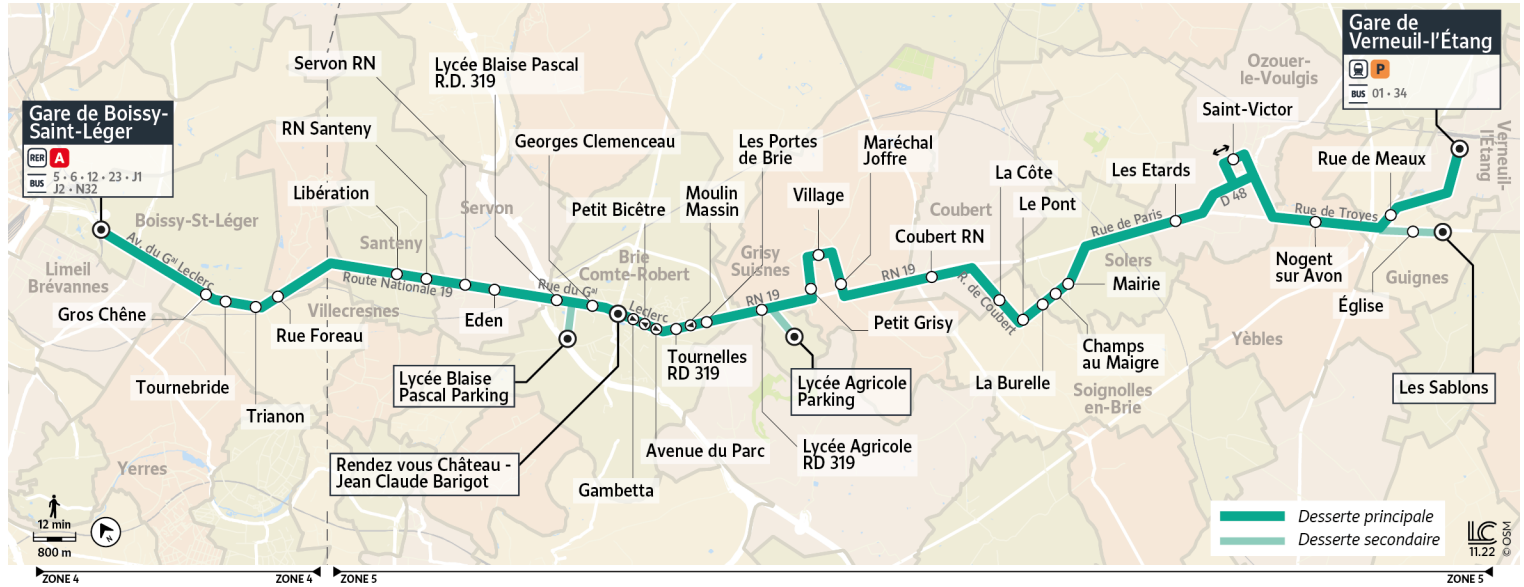 Gare de Boissy-
Saint-Léger
RER A
BUS
5 • 6 • 12 • 23 • J1
J2 • N32
Servon RN
RN Santeny
Libération
Lycée Blaise Pascal
R.D. 319
Georges Clemenceau
Petit Bicêtre
Moulin
Massin
Les Portes
de Brie
Village
Maréchal
Joffre
Coubert RN
La Côte
Le Pont
Les Etards
Saint-Victor
Rue de Meaux
Gare de
Verneuil-l'Étang
P
BUS
01 • 34
Boissy-St-Léger
Limeil
Brévannes
Villecresnes
Yerres
Santeny
Servon
Brie
Comte-Robert
Grisy
Suisnes
Coubert
Soignolles
en-Brie
Solers
Ozouer-
le-Voulgis
Yèbles
Guignes
Verneuil-
l'Étang
Av. du Gal Leclerc
Route Nationale 19
Rue du Gal
Leclerc
RN 19
RN 19
R. de Coubert
Rue de Paris
D 48
Rue de Troyes
Gros Chêne
Tournebride
Trianon
Rue Foreau
Eden
Lycée Blaise
Pascal Parking
Rendez vous Château -
Jean Claude Barigot
Gambetta
Avenue du Parc
Tournelles
RD 319
Lycée Agricole
Parking
Lycée Agricole
RD 319
Petit Grisy
La Burelle
Champs
au Maigre
Mairie
Nogent
sur Avon
Église
Les Sablons
12 min
800 m
N
Desserte principale
Desserte secondaire
LC
11.22
© OSM
ZONE 4
ZONE 4
ZONE 5
ZONE 5